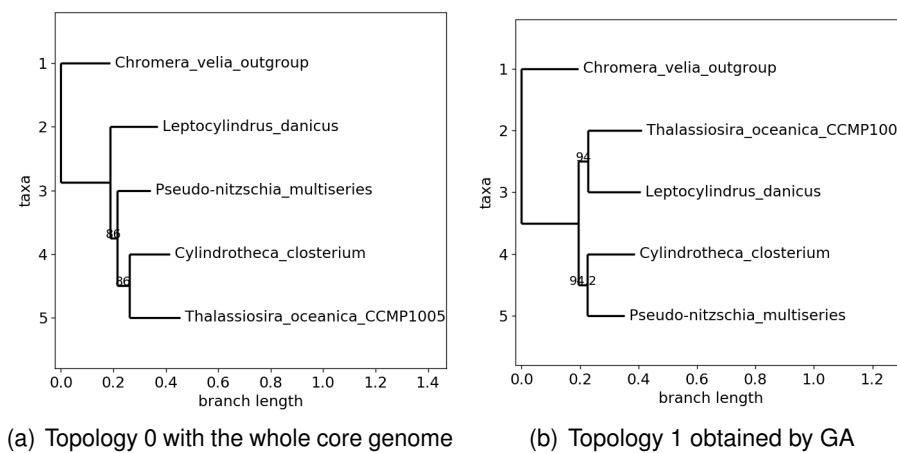 1
Chromera_velia_outgroup
2
Leptocylindrus_danicus
3
Pseudo-nitzschia_multiseries
86
4
Cylindrotheca_closterium
86
5
Thalassiosira_oceanica_CCMP1005
taxa
0.0 0.2 0.4 0.6 0.8 1.0 1.2 1.4
branch length
(a) Topology 0 with the whole core genome
1
Chromera_velia_outgroup
2
Thalassiosira_oceanica_CCMP100
94
3
Leptocylindrus_danicus
4
Cylindrotheca_closterium
94.2
5
Pseudo-nitzschia_multiseries
taxa
0.0 0.2 0.4 0.6 0.8 1.0 1.2
branch length
(b) Topology 1 obtained by GA